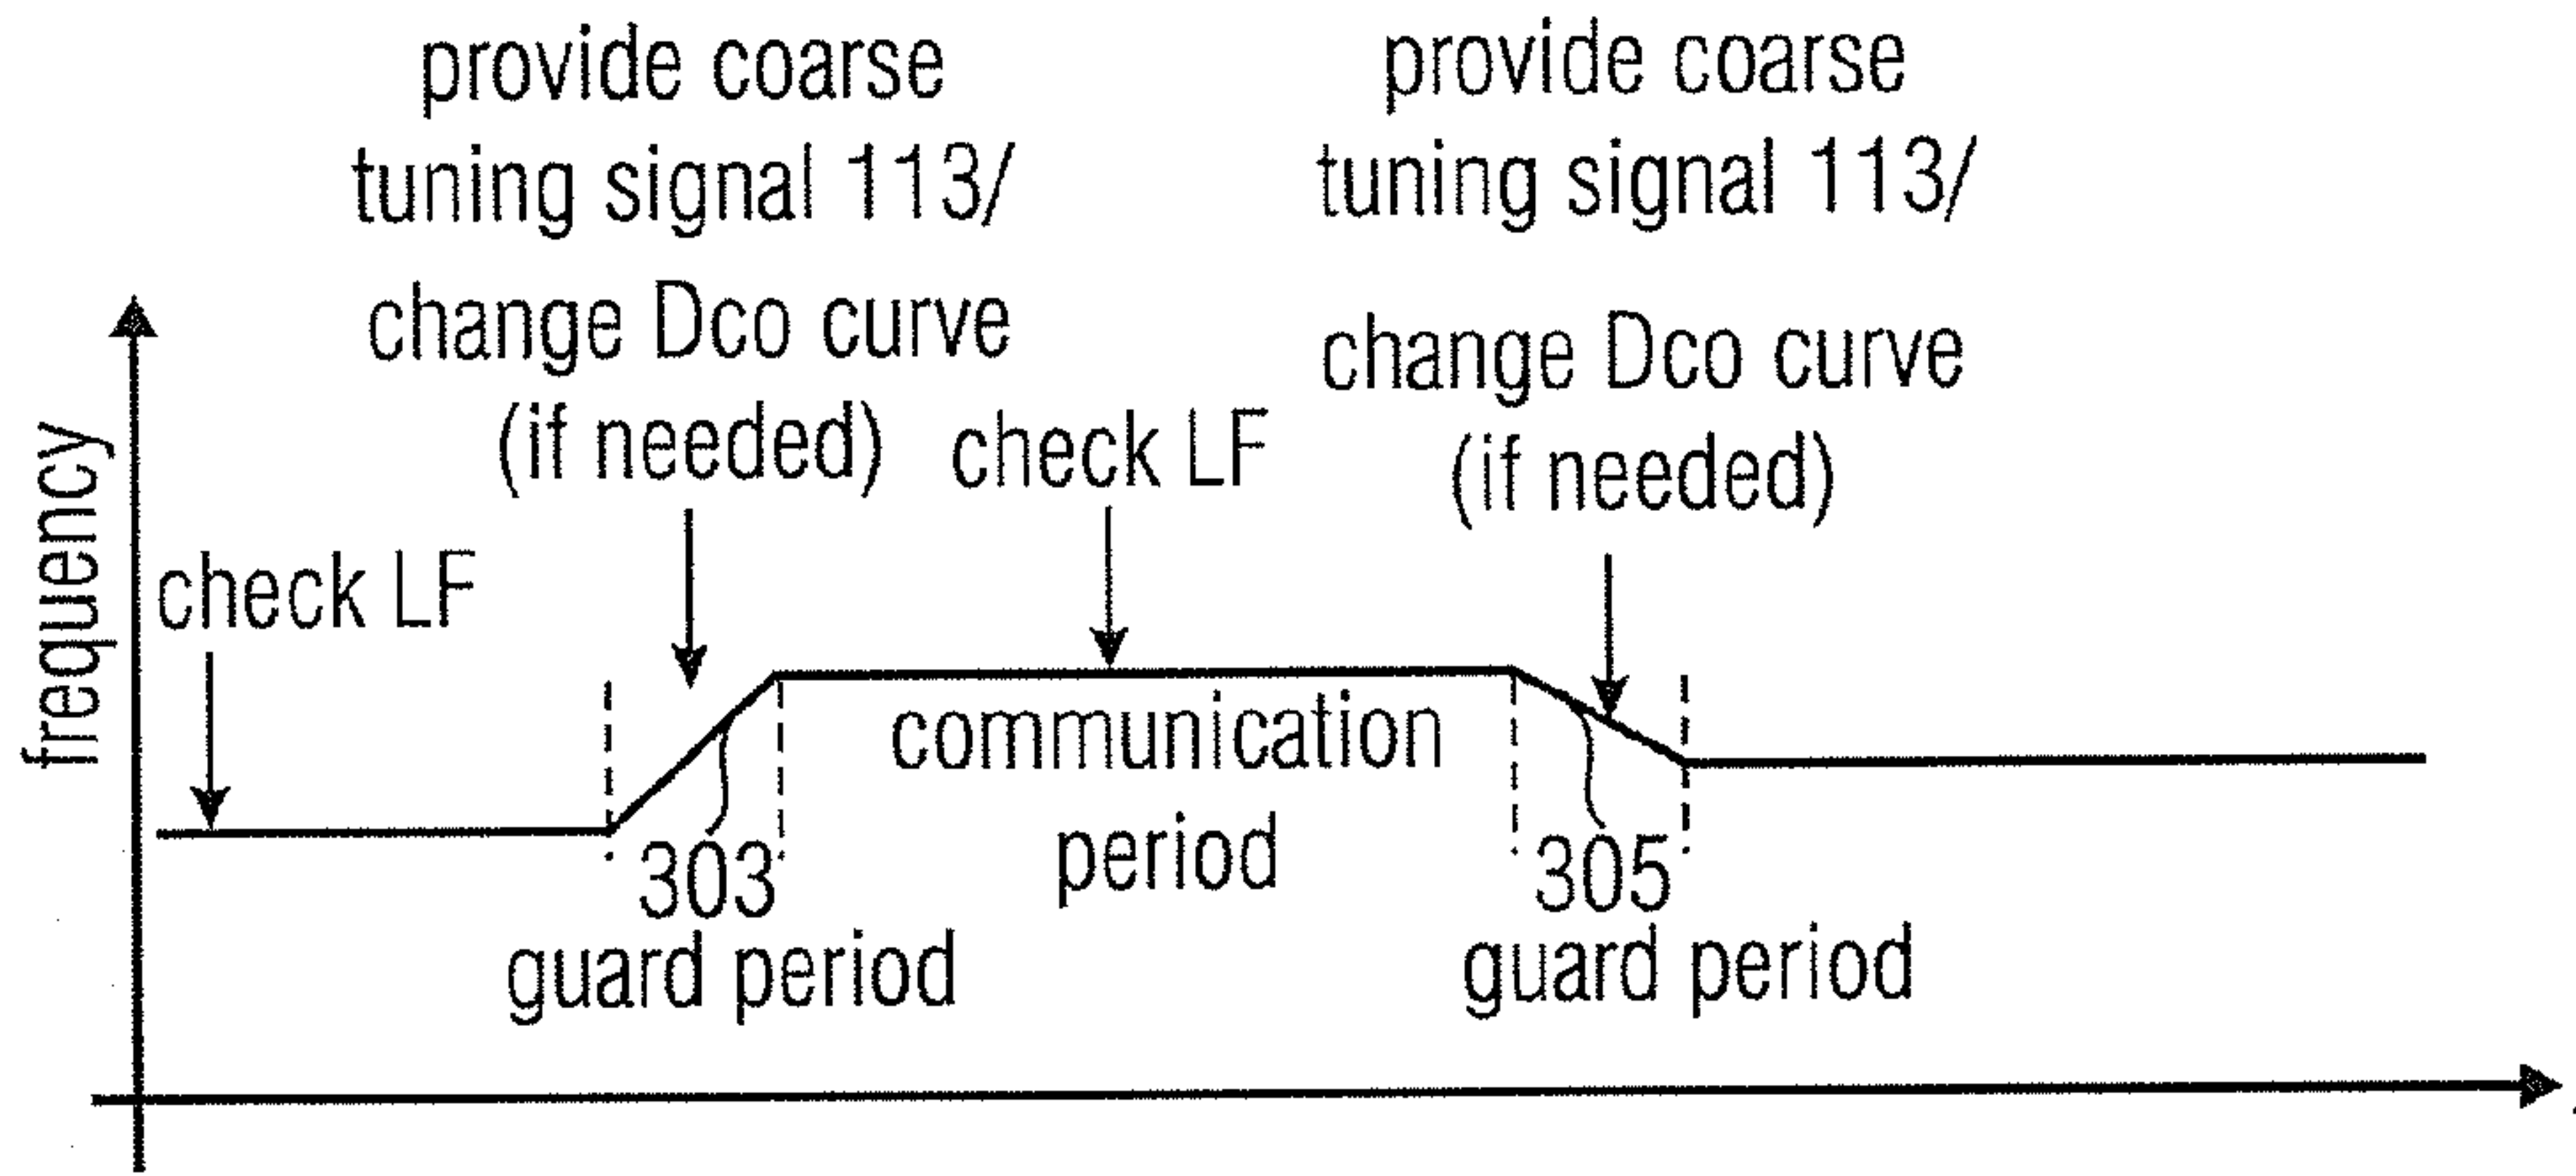 provide coarse
tuning signal 113/
change Dco curve
(if needed)
provide coarse
tuning signal 113/
change Dco curve
(if needed)
frequency
check LF
check LF
communication
period
303
guard period
305
guard period